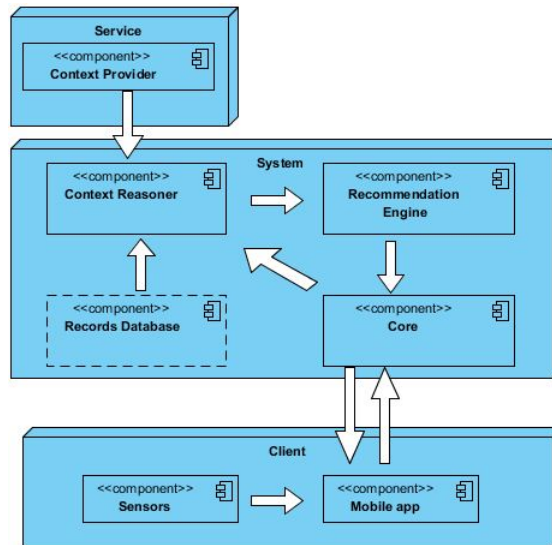 Service
<<component>>
Context Provider
System
<<component>>
Context Reasoner
<<component>>
Recommendation
Engine
<<component>>
Records Database
<<component>>
Core
Client
<<component>>
Sensors
<<component>>
Mobile app